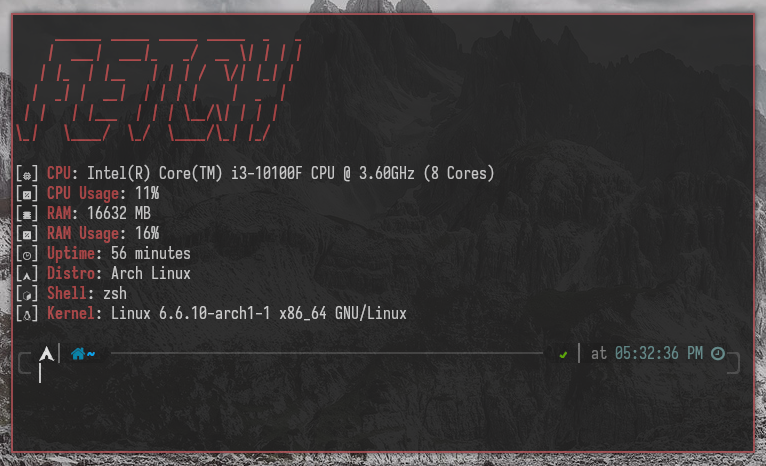 FETCH
[] CPU: Intel(R) Core(TM) i3-10100F CPU @ 3.60GHz (8 Cores)
[] CPU Usage: 11%
[] RAM: 16632 MB
[] RAM Usage: 16%
[] Uptime: 56 minutes
[] Distro: Arch Linux
[] Shell: zsh
[] Kernel: Linux 6.6.10-arch1-1 x86_64 GNU/Linux
~ at 05:32:36 PM